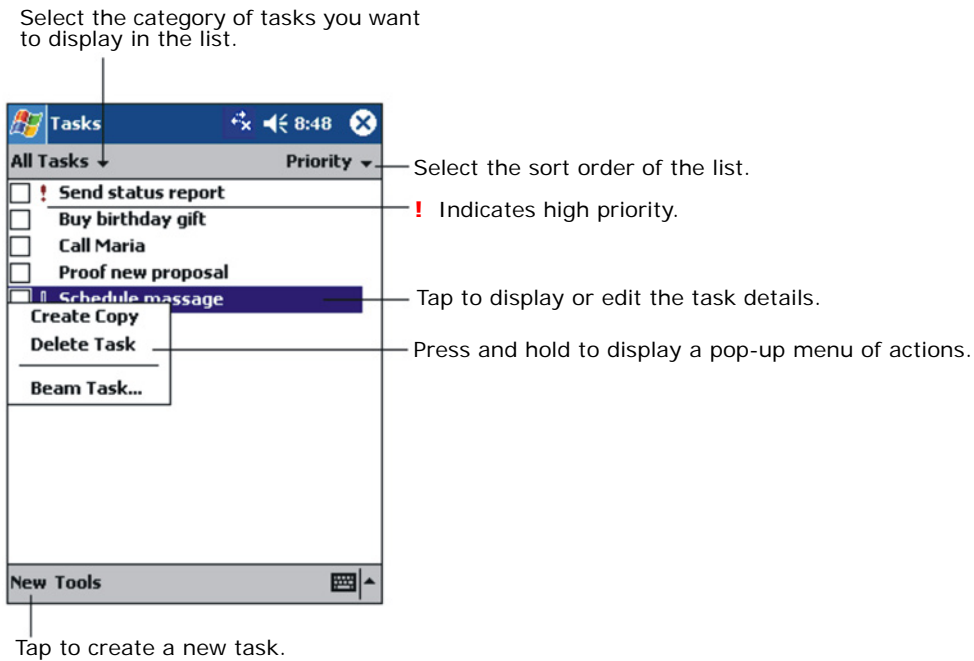 Select the category of tasks you want
to display in the list.
Tasks 8:48
All Tasks Priority
Select the sort order of the list.
! Send status report
! Indicates high priority.
Buy birthday gift
Call Maria
Proof new proposal
Schedule massage
Tap to display or edit the task details.
Create Copy
Delete Task
Press and hold to display a pop-up menu of actions.
Beam Task...
New Tools
Tap to create a new task.